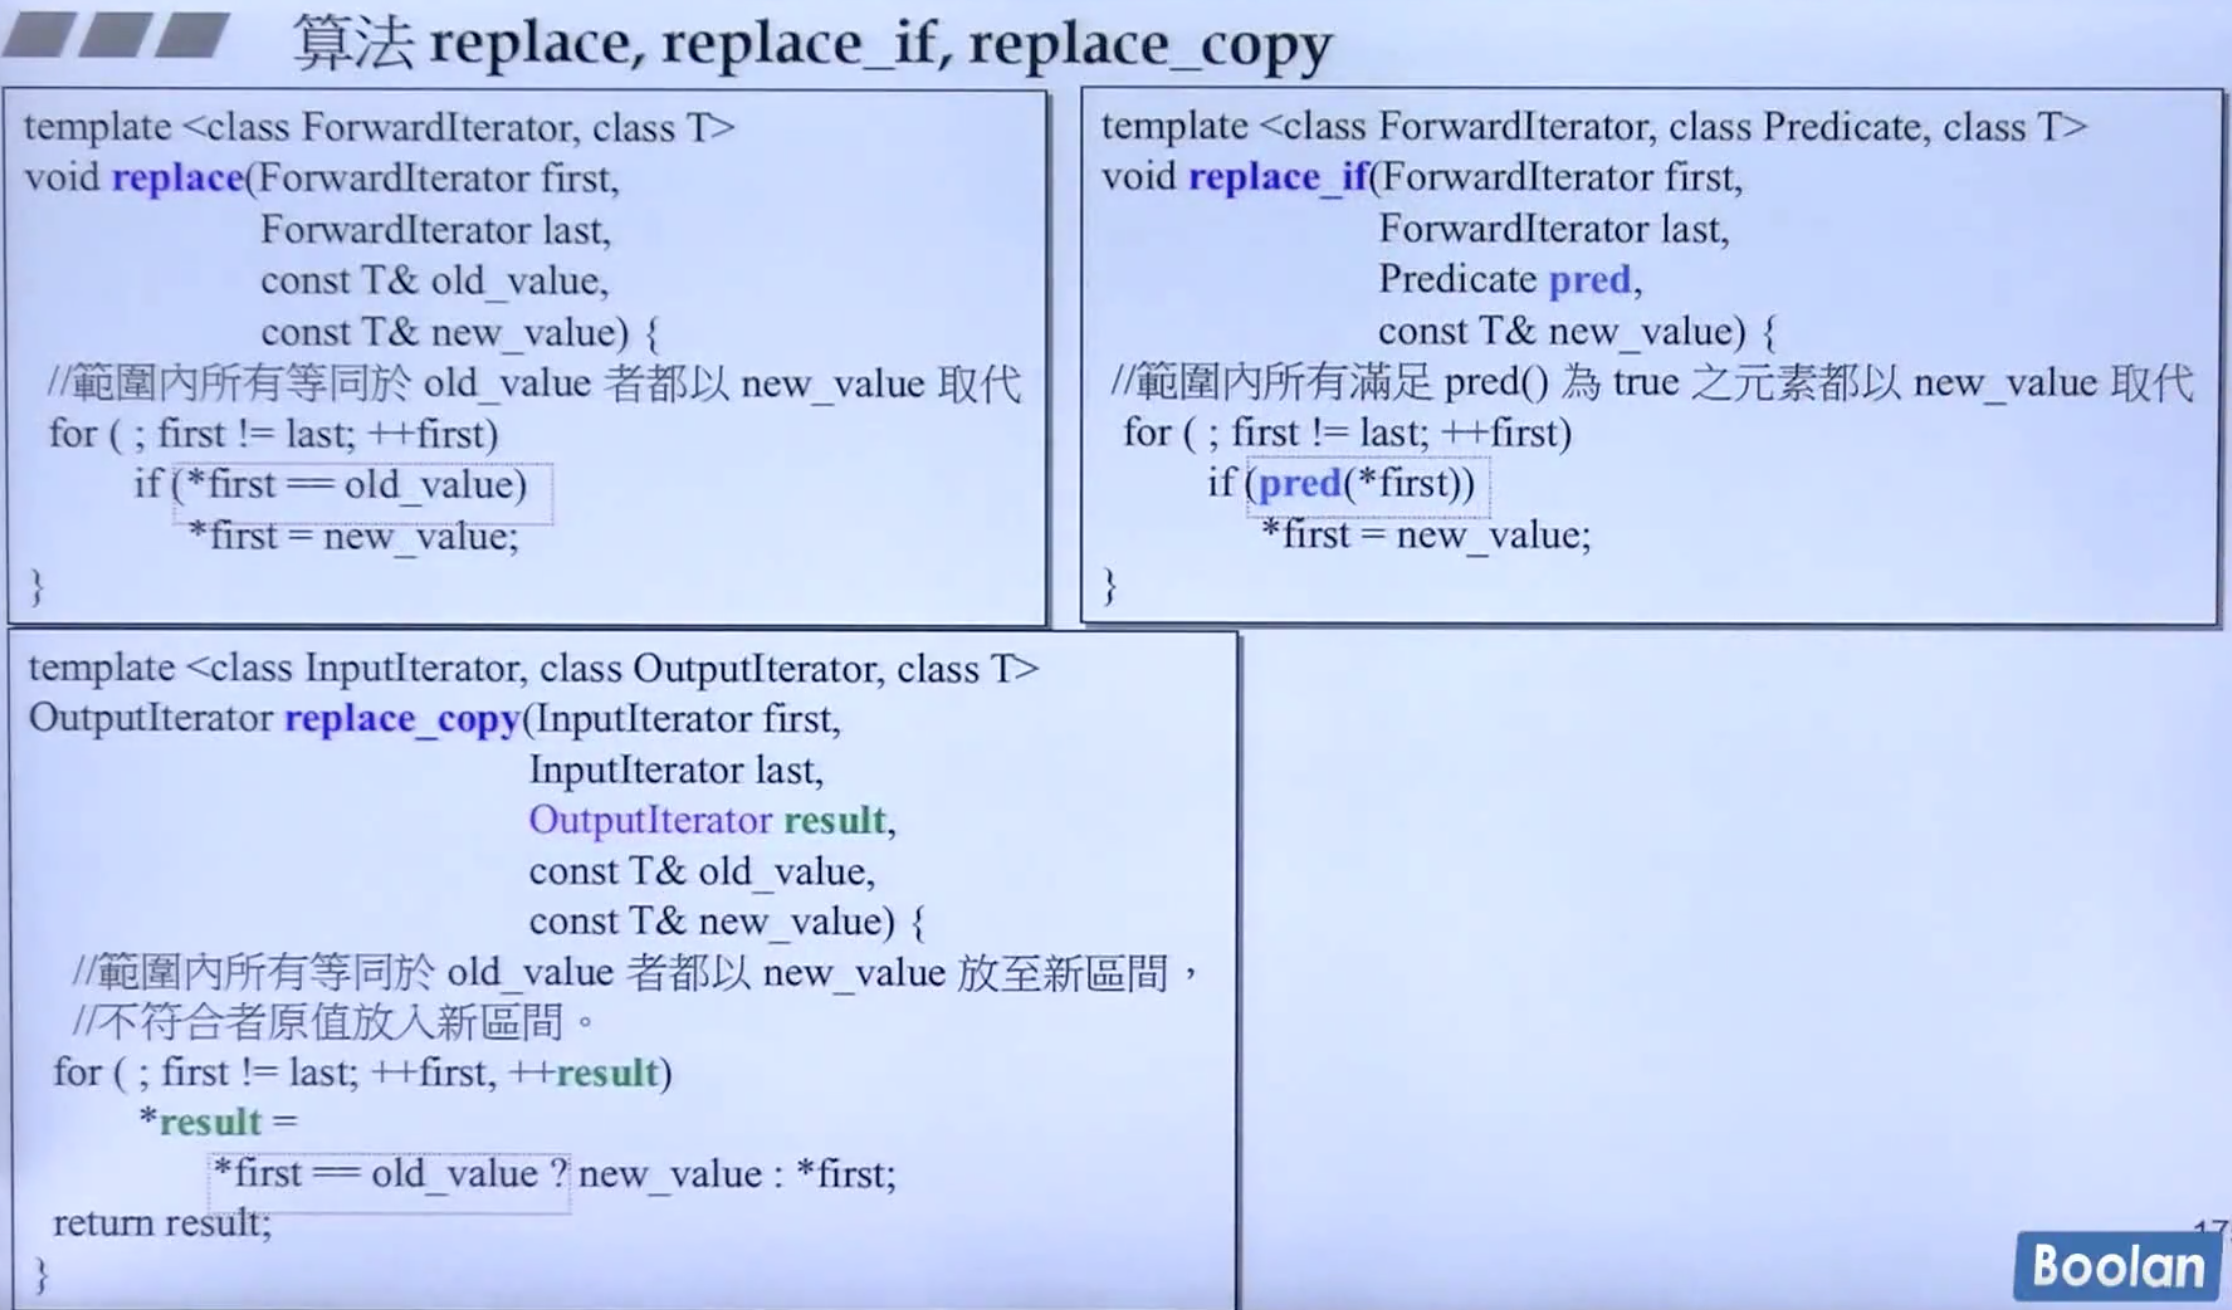 算法 replace, replace_if, replace_copy
template <class ForwardIterator, class T>
void replace(ForwardIterator first,
ForwardIterator last,
const T& old_value,
const T& new_value) {
//範圍內所有等同於 old_value 者都以 new_value 取代
for ( ; first != last; ++first)
if (*first == old_value)
*first = new_value;
}
template <class ForwardIterator, class Predicate, class T>
void replace_if(ForwardIterator first,
ForwardIterator last,
Predicate pred,
const T& new_value) {
//範圍內所有滿足 pred() 為 true 之元素都以 new_value 取代
for ( ; first != last; ++first)
if (pred(*first))
*first = new_value;
}
template <class InputIterator, class OutputIterator, class T>
OutputIterator replace_copy(InputIterator first,
InputIterator last,
OutputIterator result,
const T& old_value,
const T& new_value) {
//範圍內所有等同於 old_value 者都以 new_value 放至新區間，
//不符合者原值放入新區間。
for ( ; first != last; ++first, ++result)
*result =
*first == old_value ? new_value : *first;
return result;
}
Boolan